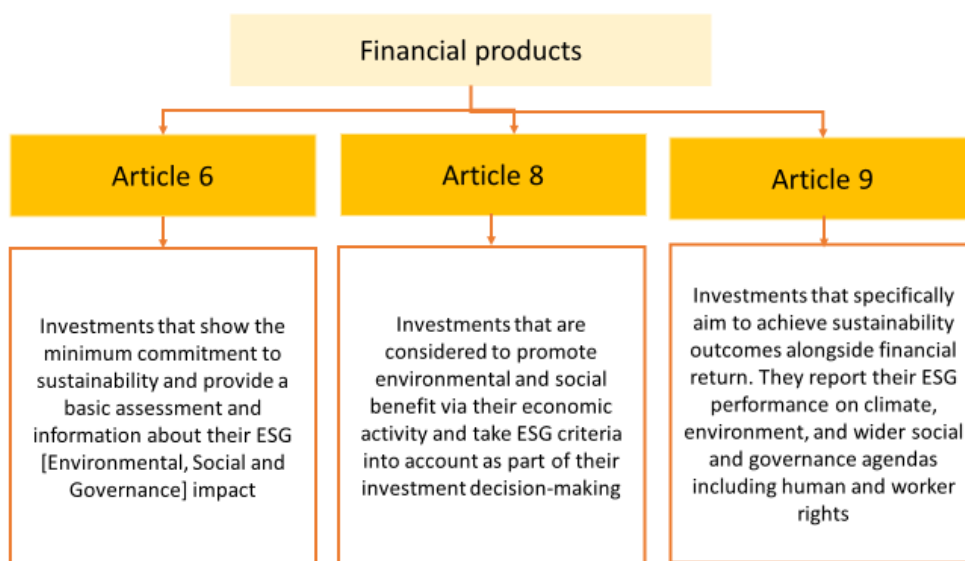 Financial products
Article 6
Article 8
Article 9
Investments that show the
minimum commitment to
sustainability and provide a
basic assessment and
information about their ESG
[Environmental, Social and
Governance] impact
Investments that are
considered to promote
environmental and social
benefit via their economic
activity and take ESG criteria
into account as part of their
investment decision-making
Investments that specifically
aim to achieve sustainability
outcomes alongside financial
return. They report their ESG
performance on climate,
environment, and wider social
and governance agendas
including human and worker
rights